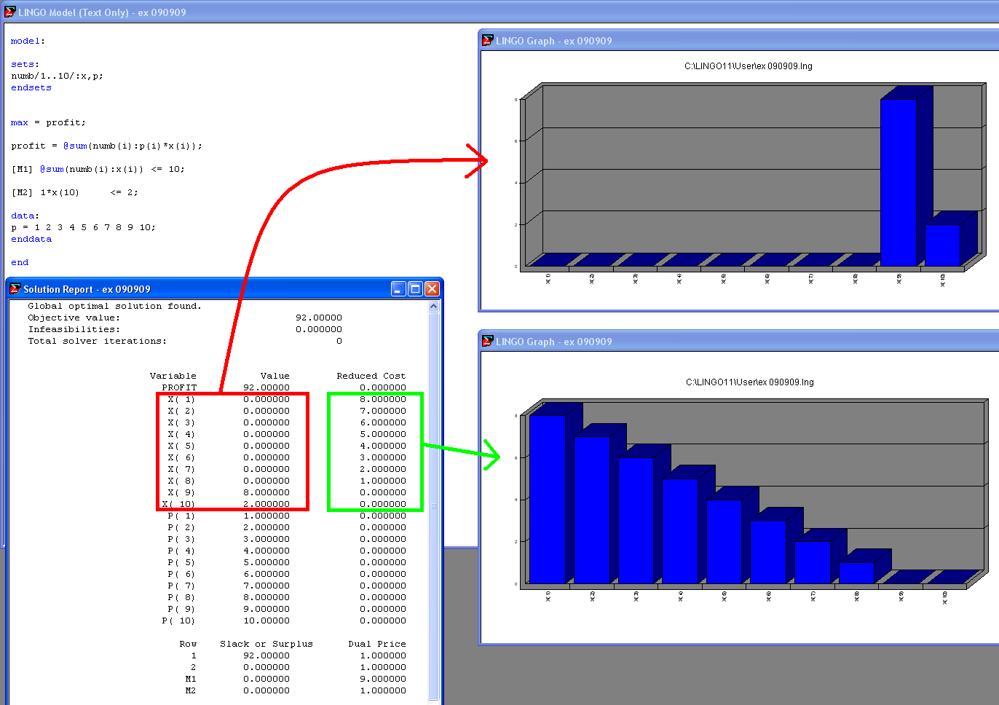 LINGO Model (Text Only) - ex 090909
model:
sets:
numb/1..10/:x,p;
endsets
max = profit;
profit = @sum(numb(i):p(i)*x(i));
[M1] @sum(numb(i):x(i)) <= 10;
[M2] 1*x(10) <= 2;
data:
p = 1 2 3 4 5 6 7 8 9 10;
enddata
end
Solution Report - ex 090909
Global optimal solution found.
Objective value: 92.00000
Infeasibilities: 0.000000
Total solver iterations: 0
Variable Value Reduced Cost
PROFIT 92.00000 0.000000
X( 1) 0.000000 8.000000
X( 2) 0.000000 7.000000
X( 3) 0.000000 6.000000
X( 4) 0.000000 5.000000
X( 5) 0.000000 4.000000
X( 6) 0.000000 3.000000
X( 7) 0.000000 2.000000
X( 8) 0.000000 1.000000
X( 9) 8.000000 0.000000
X( 10) 2.000000 0.000000
P( 1) 1.000000 0.000000
P( 2) 2.000000 0.000000
P( 3) 3.000000 0.000000
P( 4) 4.000000 0.000000
P( 5) 5.000000 0.000000
P( 6) 6.000000 0.000000
P( 7) 7.000000 0.000000
P( 8) 8.000000 0.000000
P( 9) 9.000000 0.000000
P( 10) 10.00000 0.000000
Row Slack or Surplus Dual Price
1 92.00000 1.000000
2 0.000000 1.000000
M1 0.000000 9.000000
M2 0.000000 1.000000
LINGO Graph - ex 090909
C:\LINGO11\User\ex 090909.lng
8
6
4
2
0
X( 1) X( 2) X( 3) X( 4) X( 5) X( 6) X( 7) X( 8) X( 9) X( 10)
LINGO Graph - ex 090909
C:\LINGO11\User\ex 090909.lng
8
6
4
2
0
X( 1) X( 2) X( 3) X( 4) X( 5) X( 6) X( 7) X( 8) X( 9) X( 10)